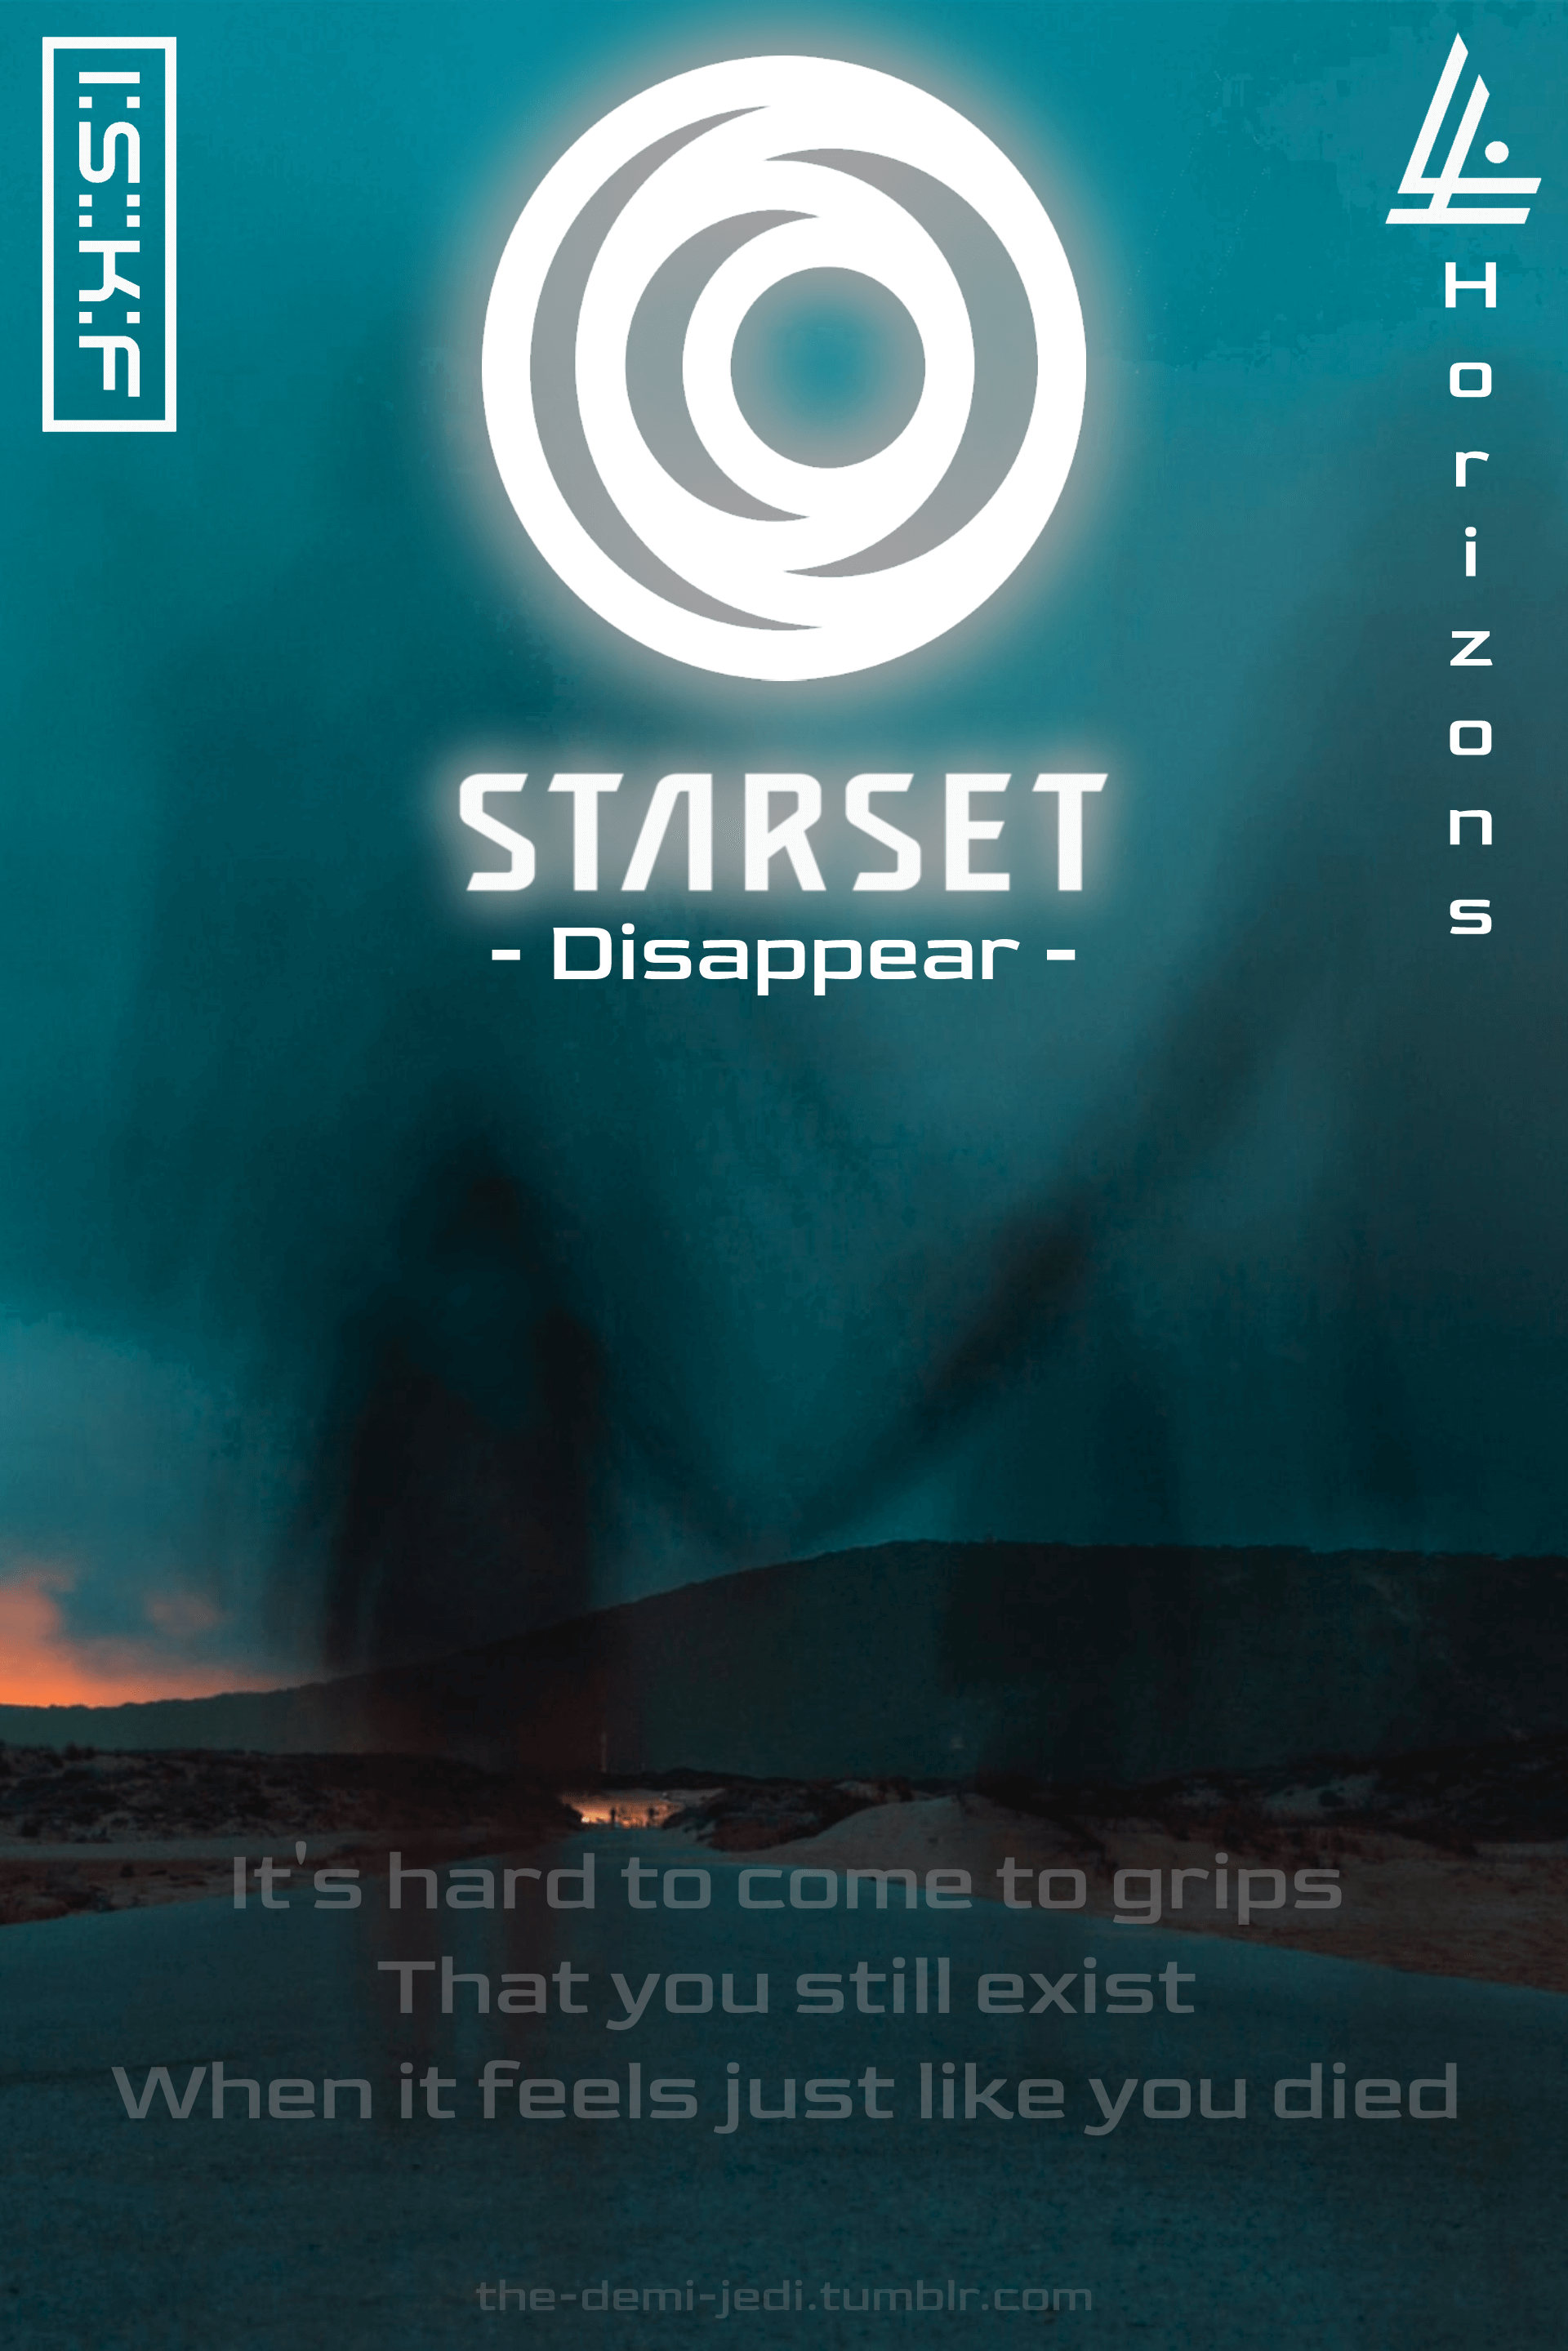 I:S:K:F
Horizons
STARSET
- Disappear -
It's hard to come to grips
That you still exist
When it feels just like you died
the-demi-jedi.tumblr.com